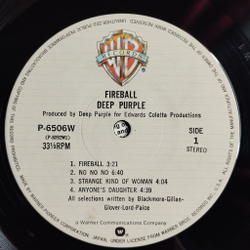 RECORDS
FIREBALL
DEEP PURPLE
Produced by Deep Purple for Edwards Coletta Productions
P-6506W
SIDE
1
STEREO
33⅓RPM
1. FIREBALL 3:21
2. NO NO NO 6:40
3. STRANGE KIND OF WOMAN 4:04
4. ANYONE'S DAUGHTER 4:39
All selections written by Blackmore-Gillan-
Glover-Lord-Paice
a Warner Communications Company